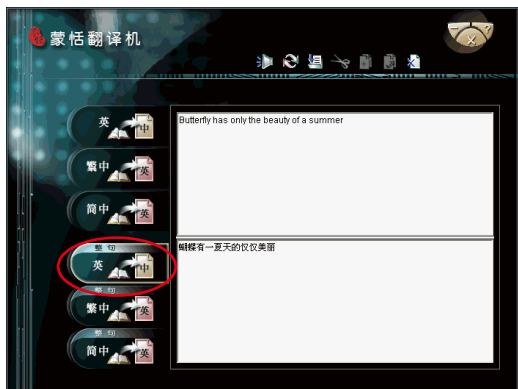 蒙恬翻译机
英 中
繁中 英
简中 英
整句
英 中
整句
繁中 英
整句
简中 英
Butterfly has only the beauty of a summer
蝴蝶有一夏天的仅仅美丽